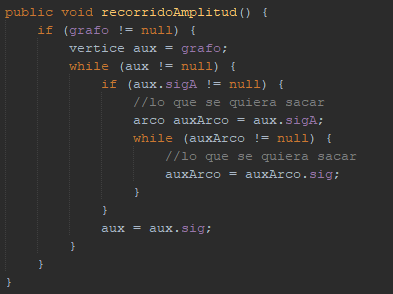 public void recorridoAmplitud() {
    if (grafo != null) {
        vertice aux = grafo;
        while (aux != null) {
            if (aux.sigA != null) {
                //lo que se quiera sacar
                arco auxArco = aux.sigA;
                while (auxArco != null) {
                    //lo que se quiera sacar
                    auxArco = auxArco.sig;
                }
            }
            aux = aux.sig;
        }
    }
}